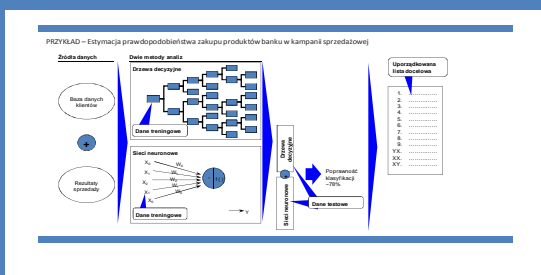 PRZYKŁAD – Estymacja prawdopodobieństwa zakupu produktów banku w kampanii sprzedażowej
Źródła danych
Baza danych
klientów
+
Rezultaty
sprzedaży
Dwie metody analiz
Drzewa decyzyjne
Dane treningowe
Sieci neuronowe
Dane treningowe
Y
Drzewa
decyzyjne
Sieci neuronowe
Poprawność
klasyfikacji
~78%
Dane testowe
Uporządkowana
lista docelowa
1. ................
2. ................
3. ................
4. ................
5. ................
6. ................
7. ................
8. ................
9. ................
YX. ................
XX. ................
XY. ................